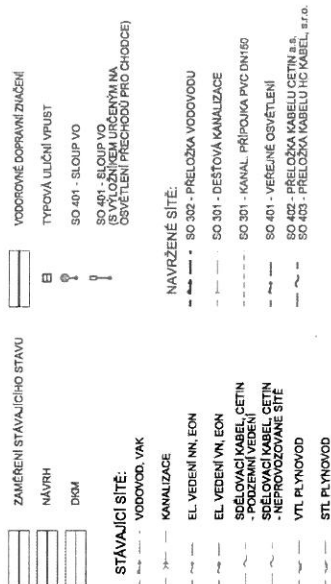 ZAMĚŘENÍ STÁVAJÍCÍHO STAVU
NÁVRH
DKM
STÁVAJÍCÍ SÍTĚ:
VODOVOD, VAK
KANALIZACE
EL. VEDENÍ NN, EON
EL. VEDENÍ VN, EON
SDĚLOVACÍ KABEL, CETIN
- PODZEMNÍ VEDENÍ
SDĚLOVACÍ KABEL, CETIN
- NEPROVOZOVANÉ SÍTĚ
VTL PLYNOVOD
STL PLYNOVOD
VODOROVNÉ DOPRAVNÍ ZNAČENÍ
TYPOVÁ ULIČNÍ VPUST
SO 401 - SLOUP VO
SO 401 - SLOUP VO
(S VÝLOŽNÍKEM URČENÝM NA
OSVĚTLENÍ PŘECHODŮ PRO CHODCE)
NAVRŽENÉ SÍTĚ:
SO 302 - PŘELOŽKA VODOVODU
SO 301 - DEŠŤOVÁ KANALIZACE
SO 301 - KANAL. PŘÍPOJKA PVC DN150
SO 401 - VEŘEJNÉ OSVĚTLENÍ
SO 402 - PŘELOŽKA KABELU CETIN a.s.
SO 403 - PŘELOŽKA KABELU HC KABEL, s.r.o.